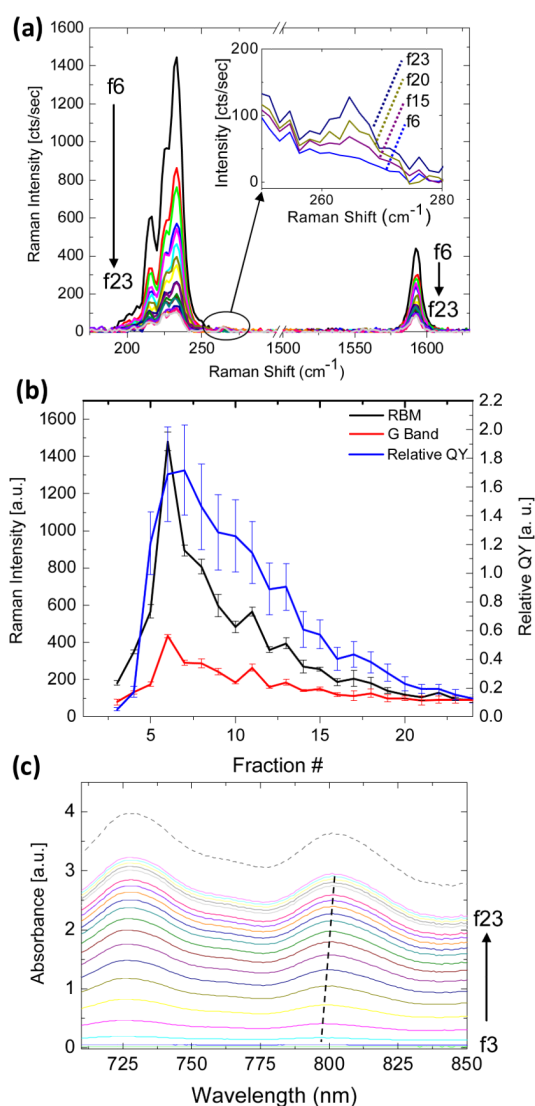 (a)
1600
1400
1200
1000
800
600
400
200
0
Raman Intensity [cts/sec]
f6
f23
200
100
0
Intensity [cts/sec]
f23
f20
f15
f6
260 270 280
Raman Shift (cm-1)
f6
f23
200 250 1500 1550 1600
Raman Shift (cm-1)
(b)
1600
1400
1200
1000
800
600
400
200
0
Raman Intensity [a.u.]
RBM
G Band
Relative QY
2.2
2.0
1.8
1.6
1.4
1.2
1.0
0.8
0.6
0.4
0.2
0.0
Relative QY [a. u.]
5 10 15 20
Fraction #
(c)
4
3
2
1
0
Absorbance [a.u.]
f23
f3
725 750 775 800 825 850
Wavelength (nm)